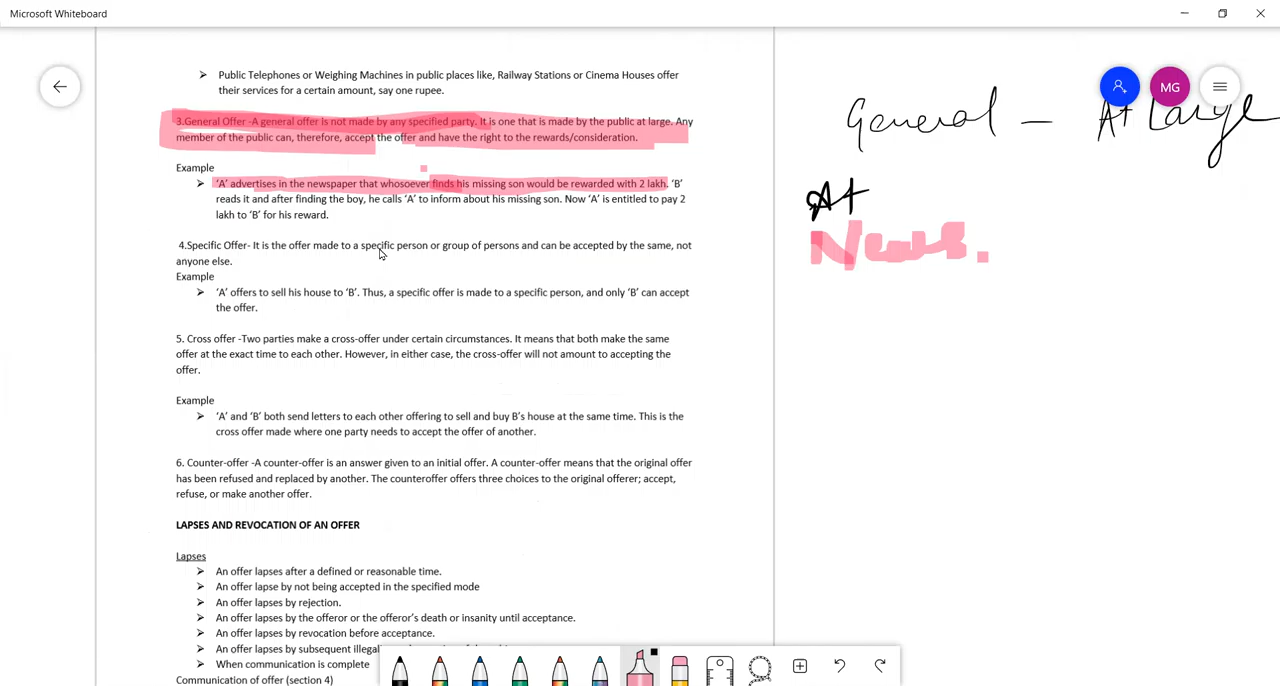 Microsoft Whiteboard
➢ Public Telephones or Weighing Machines in public places like, Railway Stations or Cinema Houses offer
their services for a certain amount, say one rupee.
3.General Offer -A general offer is not made by any specified party. It is one that is made by the public at large. Any
member of the public can, therefore, accept the offer and have the right to the rewards/consideration.
Example
➢ ‘A’ advertises in the newspaper that whosoever finds his missing son would be rewarded with 2 lakh. ‘B’
reads it and after finding the boy, he calls ‘A’ to inform about his missing son. Now ‘A’ is entitled to pay 2
lakh to ‘B’ for his reward.
4.Specific Offer- It is the offer made to a specific person or group of persons and can be accepted by the same, not
anyone else.
Example
➢ ‘A’ offers to sell his house to ‘B’. Thus, a specific offer is made to a specific person, and only ‘B’ can accept
the offer.
5. Cross offer -Two parties make a cross-offer under certain circumstances. It means that both make the same
offer at the exact time to each other. However, in either case, the cross-offer will not amount to accepting the
offer.
Example
➢ ‘A’ and ‘B’ both send letters to each other offering to sell and buy B’s house at the same time. This is the
cross offer made where one party needs to accept the offer of another.
6. Counter-offer -A counter-offer is an answer given to an initial offer. A counter-offer means that the original offer
has been refused and replaced by another. The counteroffer offers three choices to the original offerer; accept,
refuse, or make another offer.
LAPSES AND REVOCATION OF AN OFFER
Lapses
➢ An offer lapses after a defined or reasonable time.
➢ An offer lapse by not being accepted in the specified mode
➢ An offer lapses by rejection.
➢ An offer lapses by the offeror or the offeror’s death or insanity until acceptance.
➢ An offer lapses by revocation before acceptance.
➢ An offer lapses by subsequent
➢ When communication is complete
Communication of offer (section 4)
MG
General — At Large
At